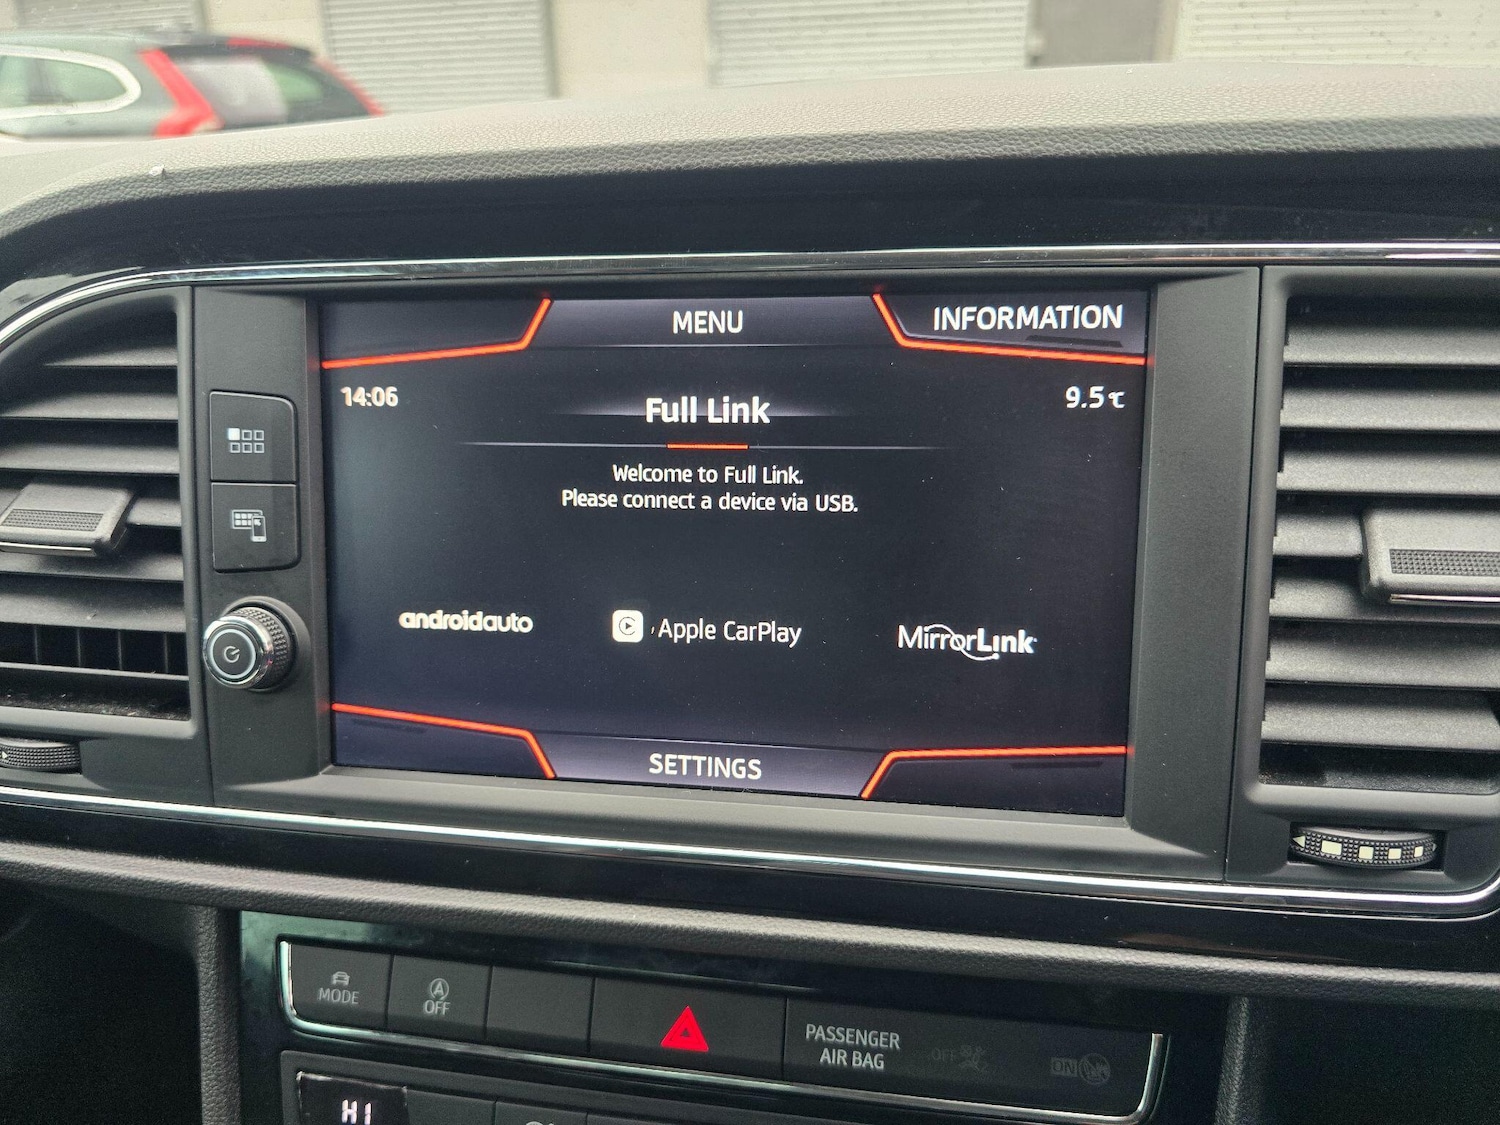 MENU
INFORMATION
14:06
9.5°C
Full Link
Welcome to Full Link.
Please connect a device via USB.
androidauto
Apple CarPlay
MirrorLink
SETTINGS
MODE
A
OFF
PASSENGER
AIR BAG
OFF
ON
HI